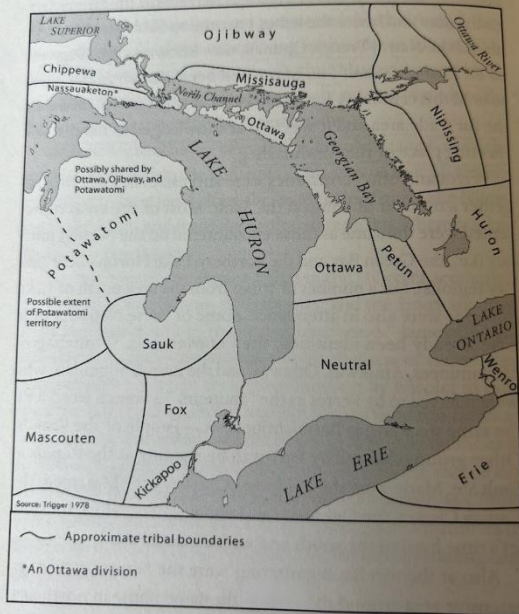 LAKE
SUPERIOR
Ojibway
Ottawa River
Chippewa
Missisauga
Nassauaketon*
North Channel
Ottawa
Nipissing
Georgian Bay
LAKE
HURON
Possibly shared by
Ottawa, Ojibway, and
Potawatomi
Potawatomi
Huron
Ottawa
Petun
Possible extent
of Potawatomi
territory
LAKE
ONTARIO
Sauk
Neutral
Wenro
Fox
Mascouten
Kickapoo
LAKE ERIE
Erie
Source: Trigger 1978
Approximate tribal boundaries
*An Ottawa division